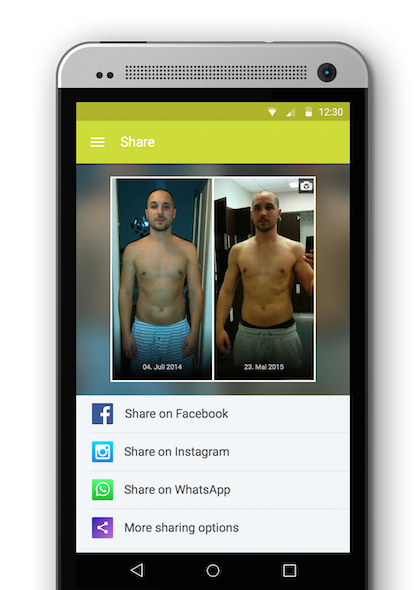 12:30
Share
04. Juli 2014
23. Mai 2015
Share on Facebook
Share on Instagram
Share on WhatsApp
More sharing options